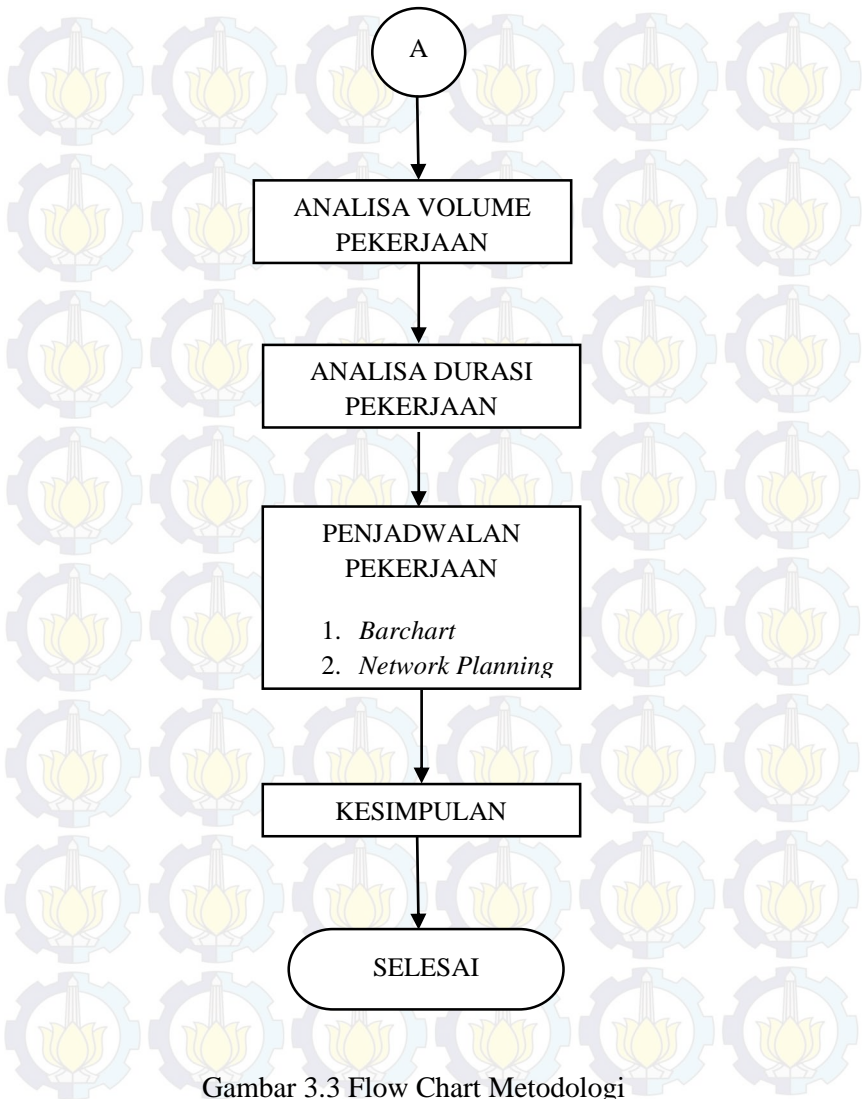 A
ANALISA VOLUME
PEKERJAAN
ANALISA DURASI
PEKERJAAN
PENJADWALAN
PEKERJAAN
1. Barchart
2. Network Planning
KESIMPULAN
SELESAI
Gambar 3.3 Flow Chart Metodologi